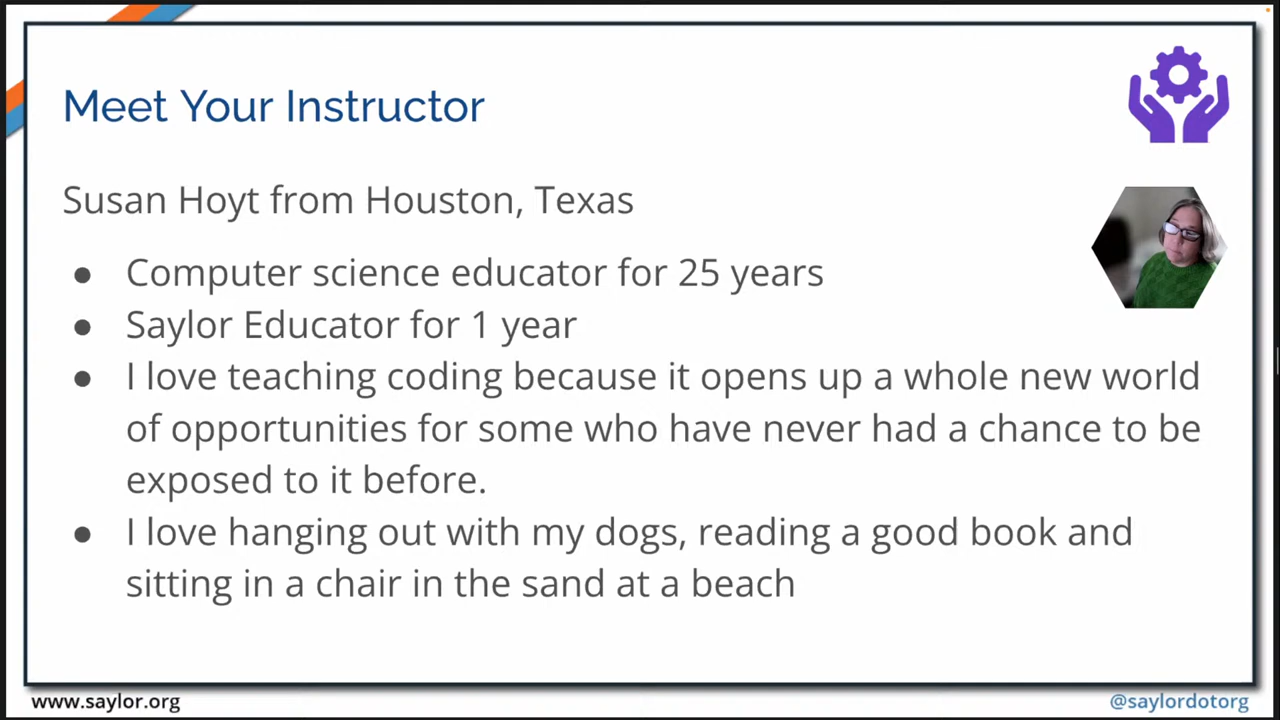 Meet Your Instructor
Susan Hoyt from Houston, Texas
● Computer science educator for 25 years
● Saylor Educator for 1 year
● I love teaching coding because it opens up a whole new world
of opportunities for some who have never had a chance to be
exposed to it before.
● I love hanging out with my dogs, reading a good book and
sitting in a chair in the sand at a beach
www.saylor.org
@saylordotorg